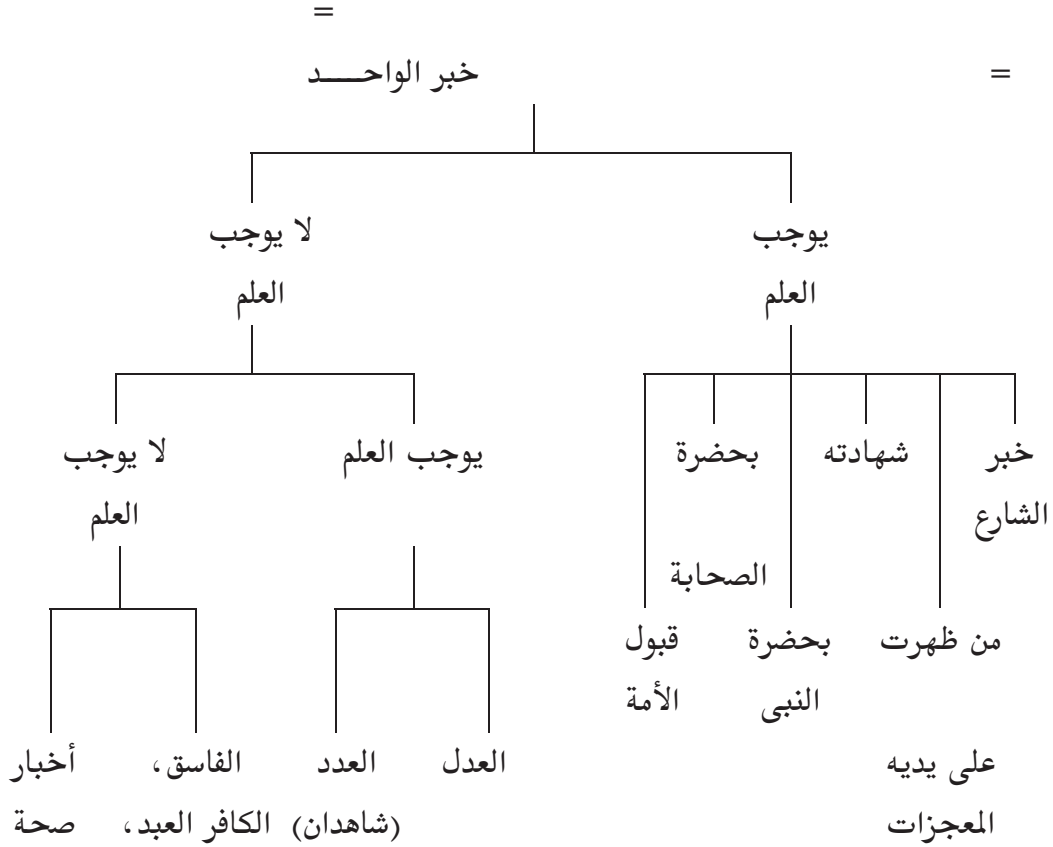 =
خبر الواحــــد =
يوجب لا يوجب
العلم العلم
خبر شهادته بحضرة يوجب العلم لا يوجب
الشارع العلم
الصحابة
من ظهرت بحضرة قبول
النبى الأمة
على يديه العدل العدد الفاسق، أخبار
المعجزات (شاهدان) الكافر العبد، صحة